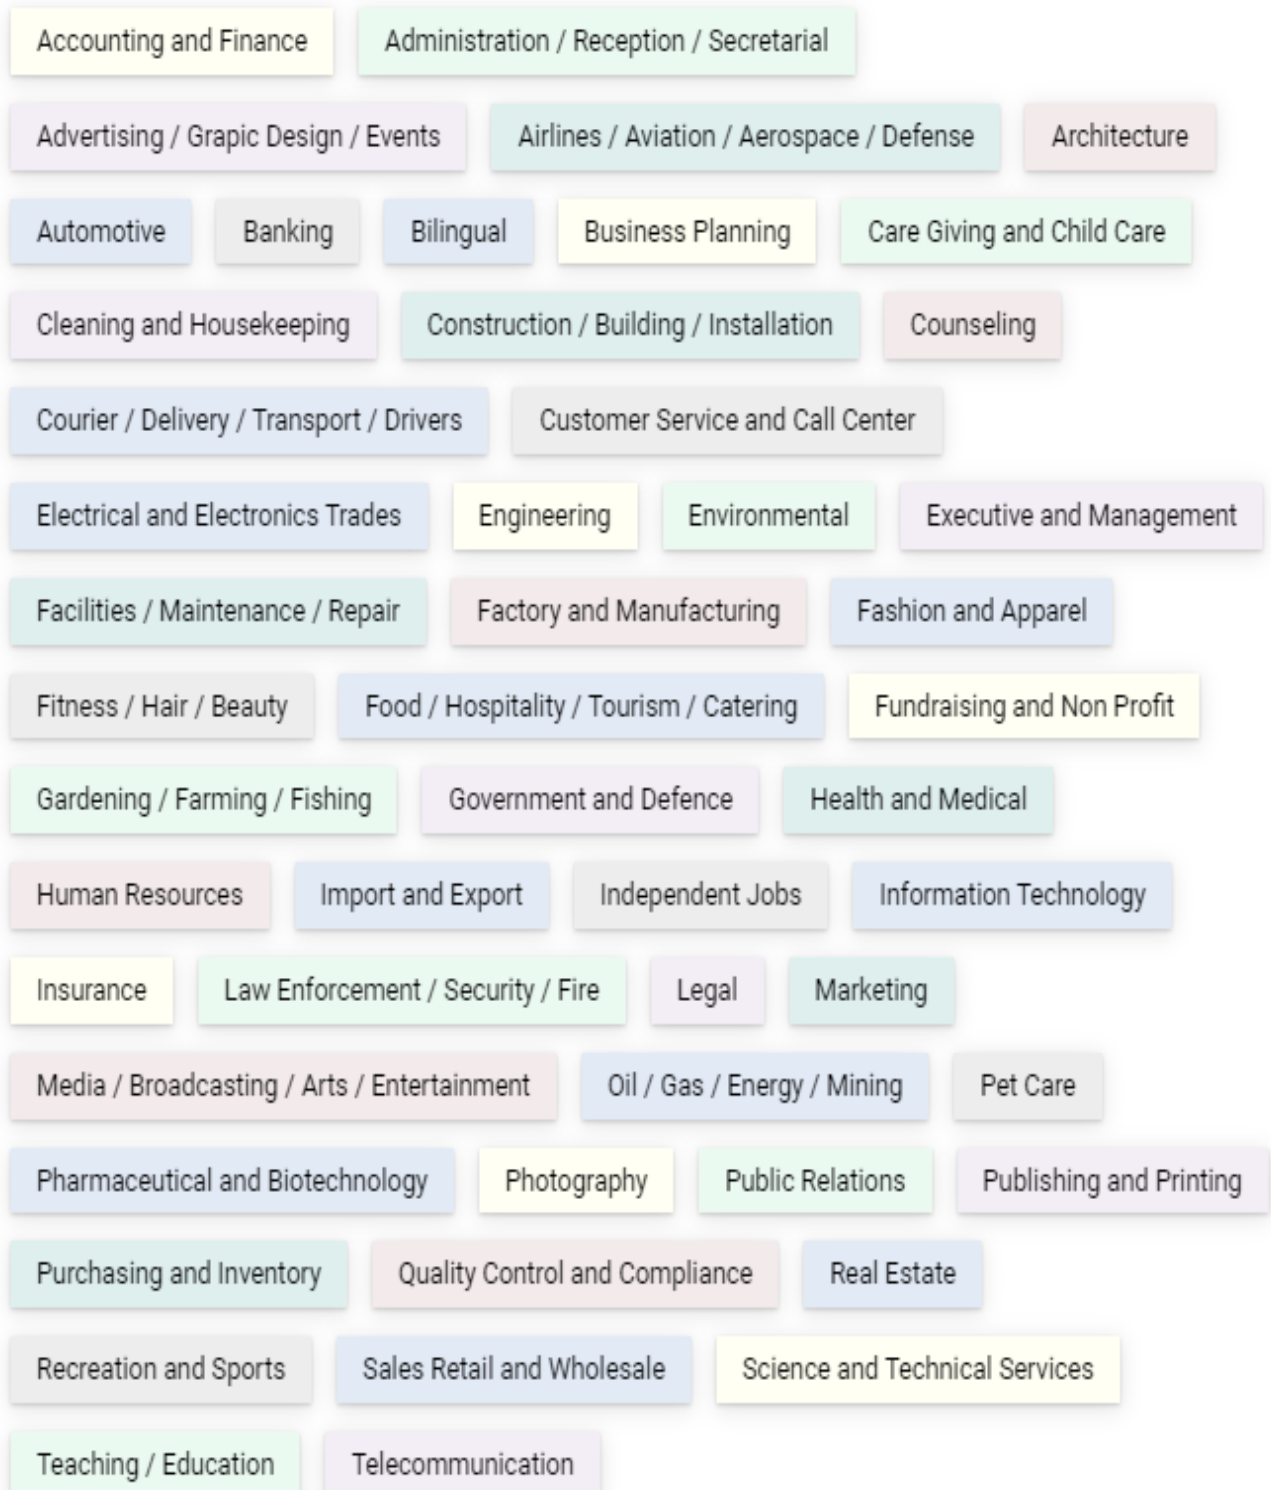 Accounting and Finance Administration / Reception / Secretarial
Advertising / Grapic Design / Events Airlines / Aviation / Aerospace / Defense Architecture
Automotive Banking Bilingual Business Planning Care Giving and Child Care
Cleaning and Housekeeping Construction / Building / Installation Counseling
Courier / Delivery / Transport / Drivers Customer Service and Call Center
Electrical and Electronics Trades Engineering Environmental Executive and Management
Facilities / Maintenance / Repair Factory and Manufacturing Fashion and Apparel
Fitness / Hair / Beauty Food / Hospitality / Tourism / Catering Fundraising and Non Profit
Gardening / Farming / Fishing Government and Defence Health and Medical
Human Resources Import and Export Independent Jobs Information Technology
Insurance Law Enforcement / Security / Fire Legal Marketing
Media / Broadcasting / Arts / Entertainment Oil / Gas / Energy / Mining Pet Care
Pharmaceutical and Biotechnology Photography Public Relations Publishing and Printing
Purchasing and Inventory Quality Control and Compliance Real Estate
Recreation and Sports Sales Retail and Wholesale Science and Technical Services
Teaching / Education Telecommunication